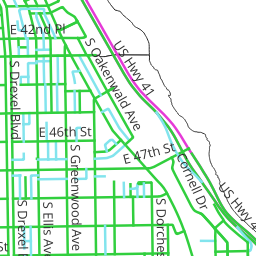 E 42nd Pl
S Oakenwald Ave
US Hwy 41
S Drexel Blvd
E 46th St
E 47th St
S Greenwood Ave
Cornell Dr
US Hwy 4
S Drexel B
S Ellis Ave
S Dorches
St